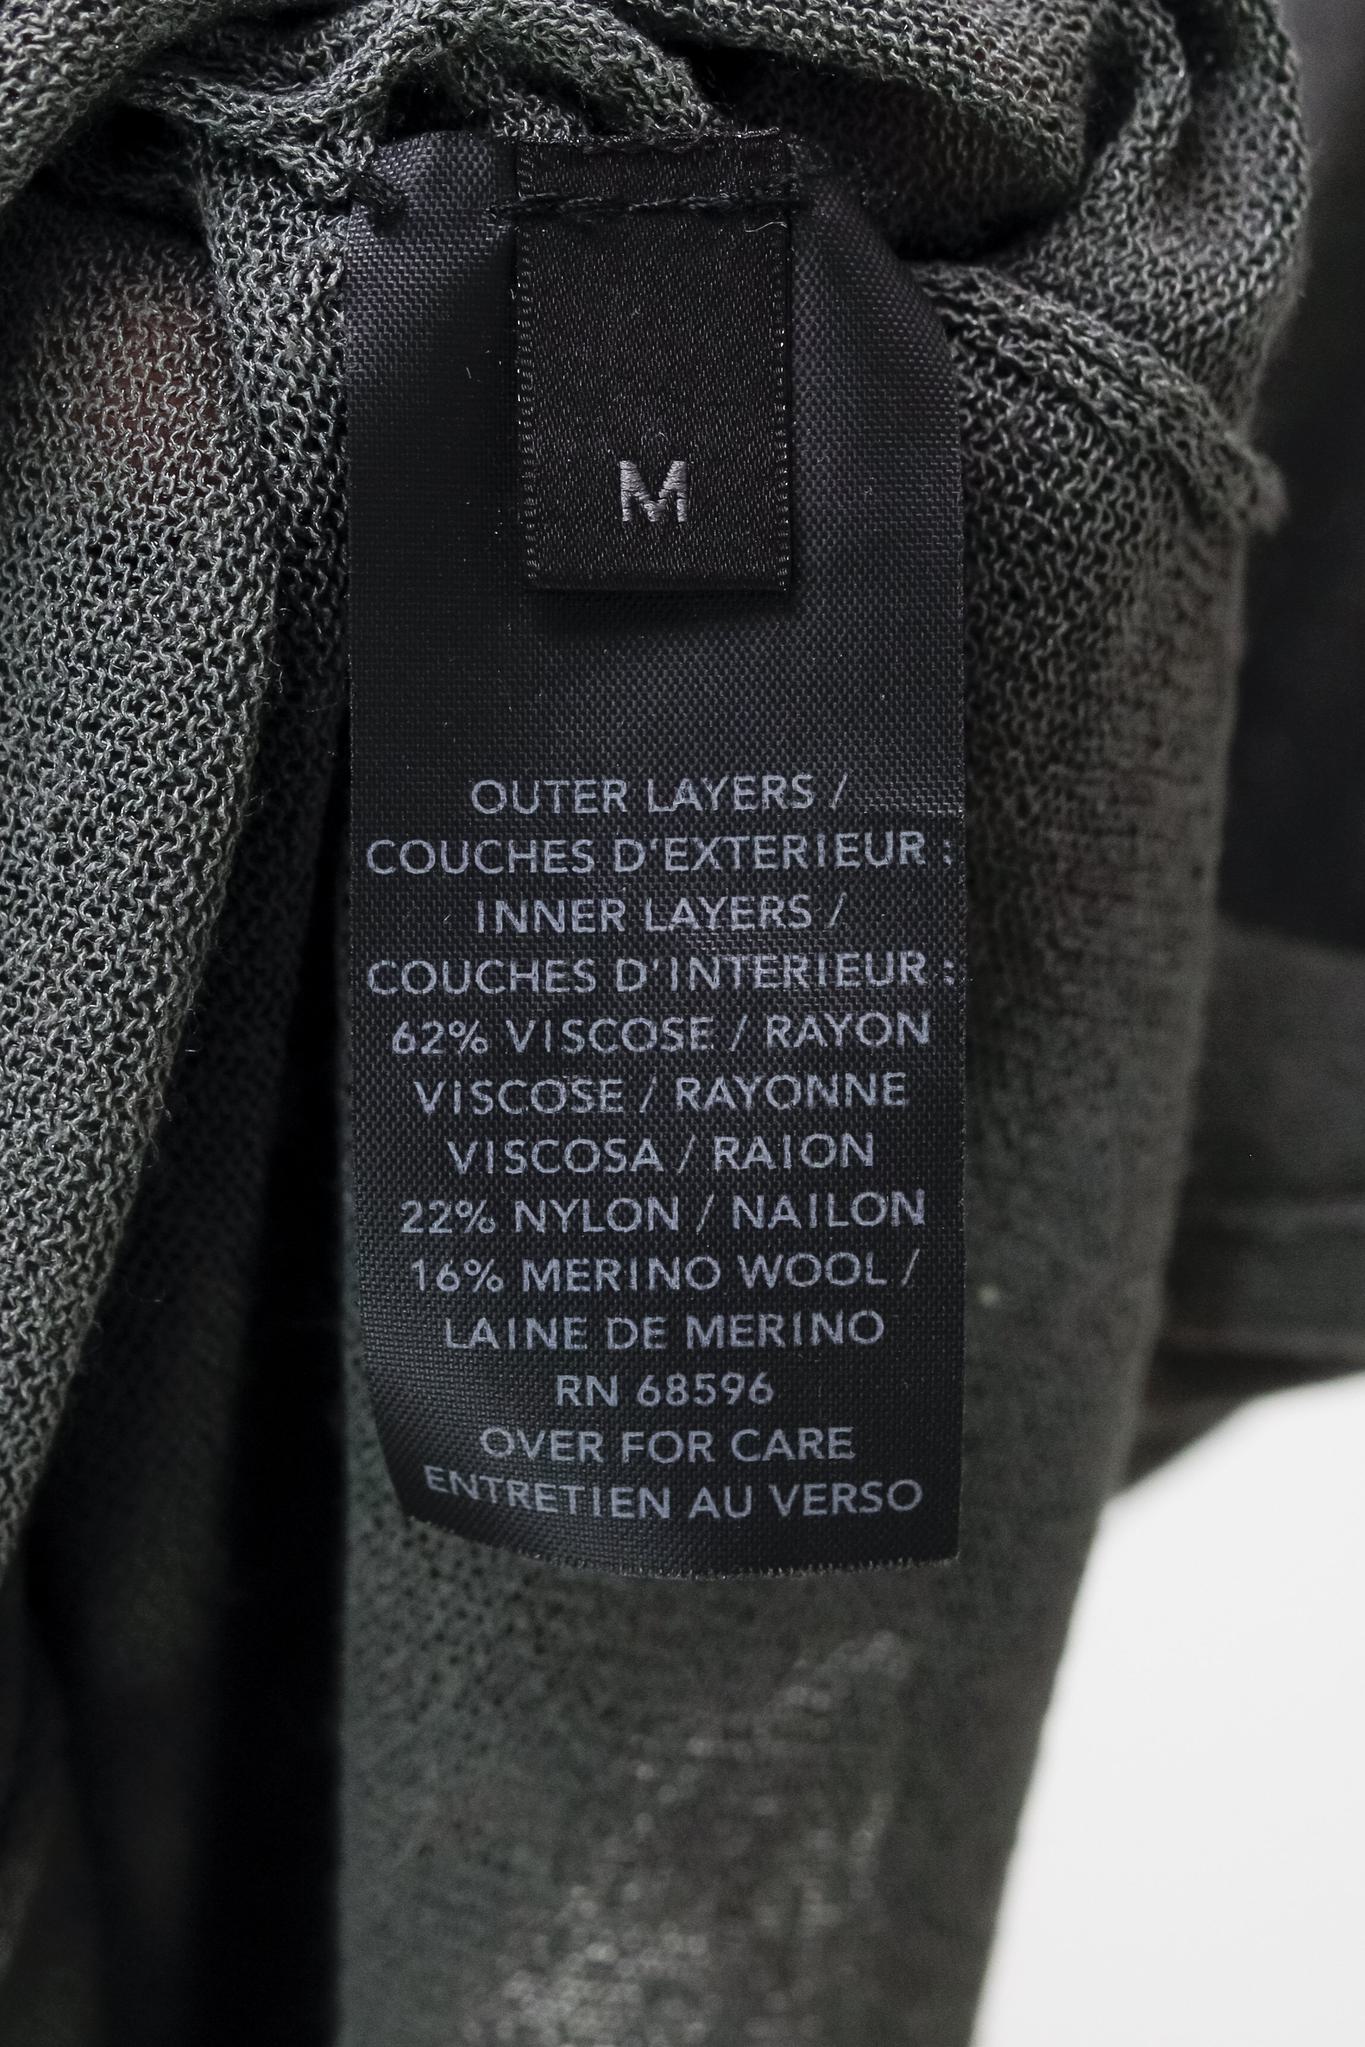 M
OUTER LAYERS /
COUCHES D'EXTERIEUR :
INNER LAYERS /
COUCHES D'INTERIEUR :
62% VISCOSE / RAYON
VISCOSE / RAYONNE
VISCOSA / RAION
22% NYLON / NAILON
16% MERINO WOOL /
LAINE DE MERINO
RN 68596
OVER FOR CARE
ENTRETIEN AU VERSO